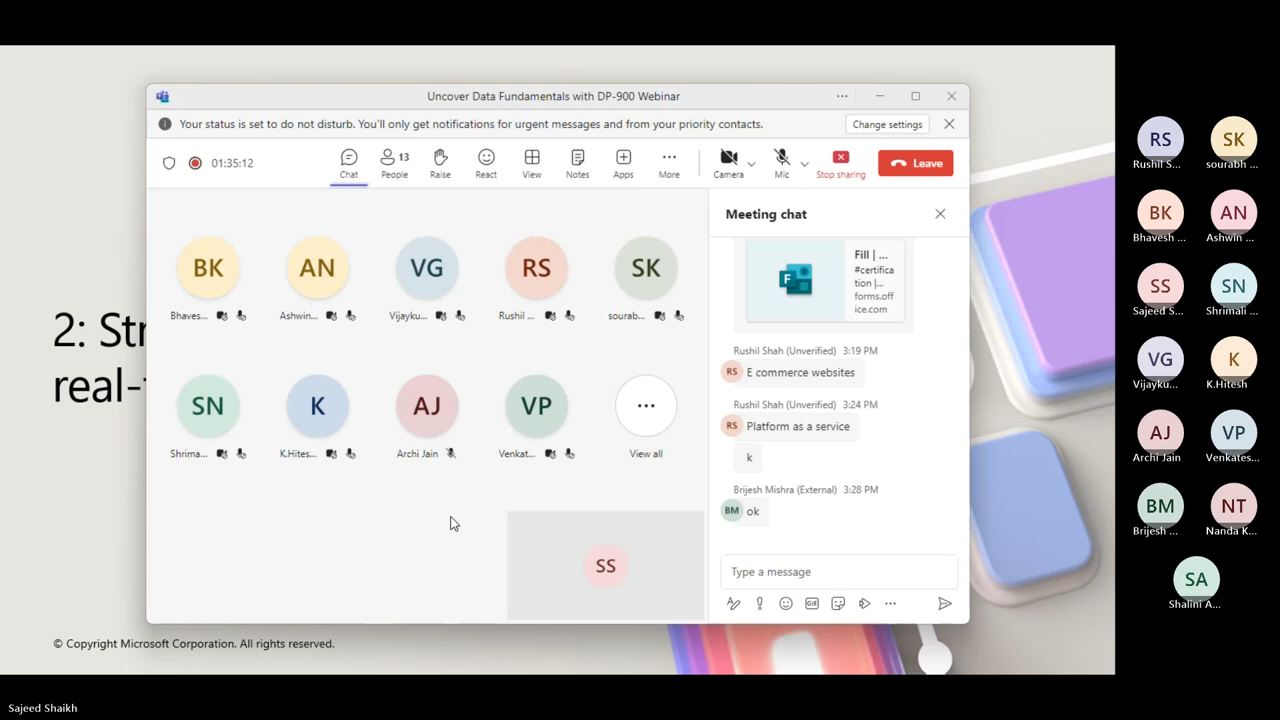 Uncover Data Fundamentals with DP-900 Webinar
Your status is set to do not disturb. You'll only get notifications for urgent messages and from your priority contacts.
Change settings
01:35:12
Chat
People
13
Raise
React
View
Notes
Apps
More
Camera
Mic
Stop sharing
Leave
BK
Bhaves...
AN
Ashwin...
VG
Vijayku...
RS
Rushil ...
SK
sourab...
SN
Shrima...
K
K.Hites...
AJ
Archi Jain
VP
Venkat...
...
View all
SS
Meeting chat
F
Fill | ...
#certifica
tion |...
forms.off
ice.com
Rushil Shah (Unverified) 3:19 PM
RS
E commerce websites
Rushil Shah (Unverified) 3:24 PM
RS
Platform as a service
k
Brijesh Mishra (External) 3:28 PM
BM
ok
Type a message
GIF
2: Str
real-t
© Copyright Microsoft Corporation. All rights reserved.
RS
Rushil S...
SK
sourabh ...
BK
Bhavesh ...
AN
Ashwin ...
SS
Sajeed S...
SN
Shrimali ...
VG
Vijayku...
K
K.Hitesh
AJ
Archi Jain
VP
Venkates...
BM
Brijesh ...
NT
Nanda K...
SA
Shalini A...
Sajeed Shaikh